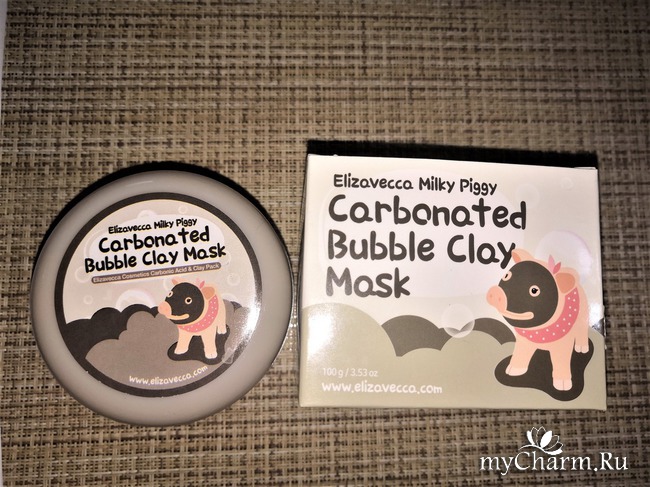 Elizavecca Milky Piggy
Carbonated
Bubble Clay Mask
Elizavecca Cosmetics Carbonic Acid & Clay Pack
www.elizavecca.com
Elizavecca Milky Piggy
Carbonated
Bubble Clay
Mask
100 g / 3.53 oz
www.elizavecca.com
myCharm.Ru